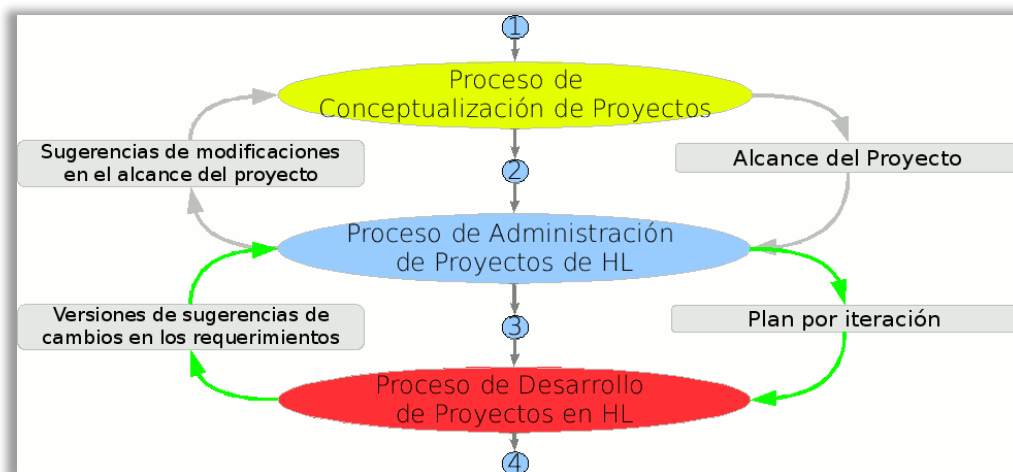 1
Proceso de
Conceptualización de Proyectos
Sugerencias de modificaciones
en el alcance del proyecto
Alcance del Proyecto
2
Proceso de Administración
de Proyectos de HL
Versiones de sugerencias de
cambios en los requerimientos
Plan por iteración
3
Proceso de Desarrollo
de Proyectos en HL
4